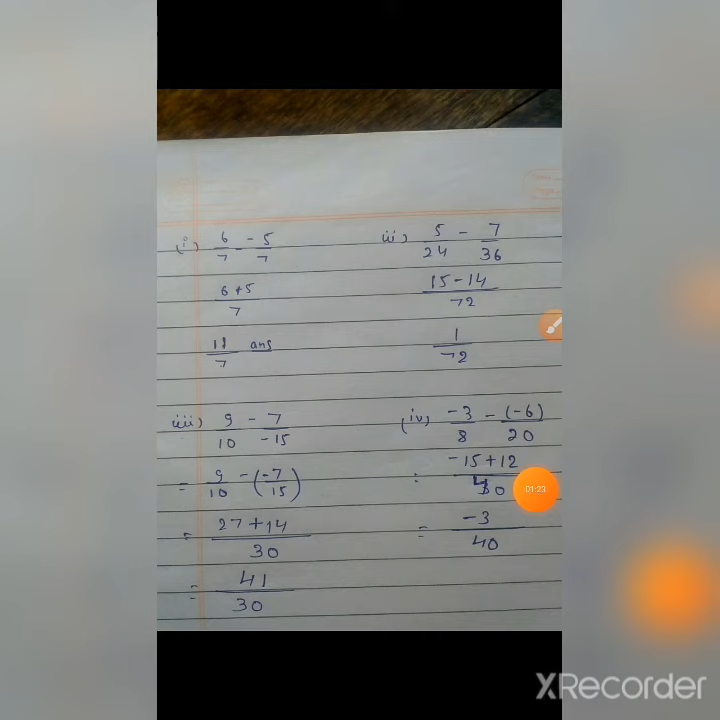 (i) 6/7 - -5/7
6+5/7
11/7 ans
ii) 5/24 - 7/36
15-14/72
1/72
iii) 9/10 - 7/-15
= 9/10 - (-7/15)
= 27+14/30
= 41/30
(iv) -3/8 - (-6)/20
= -15+12/40
= -3/40
01:23
XRecorder